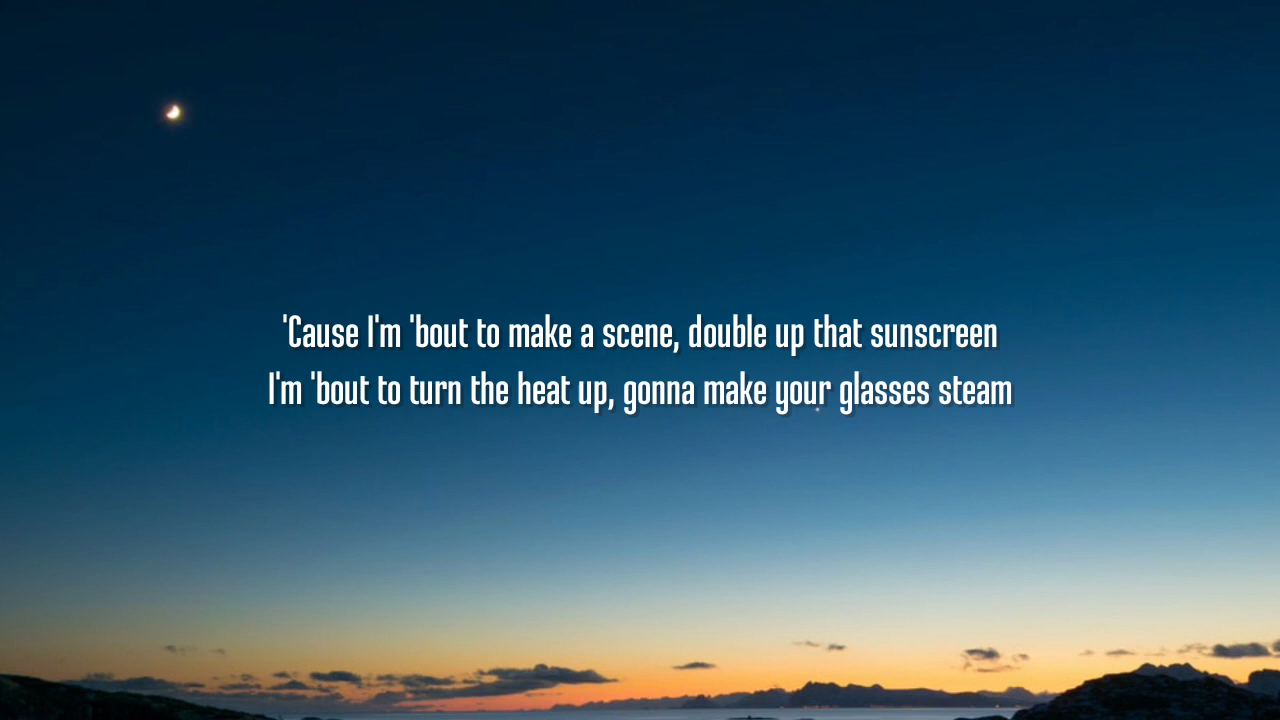 'Cause I'm 'bout to make a scene, double up that sunscreen
I'm 'bout to turn the heat up, gonna make your glasses steam